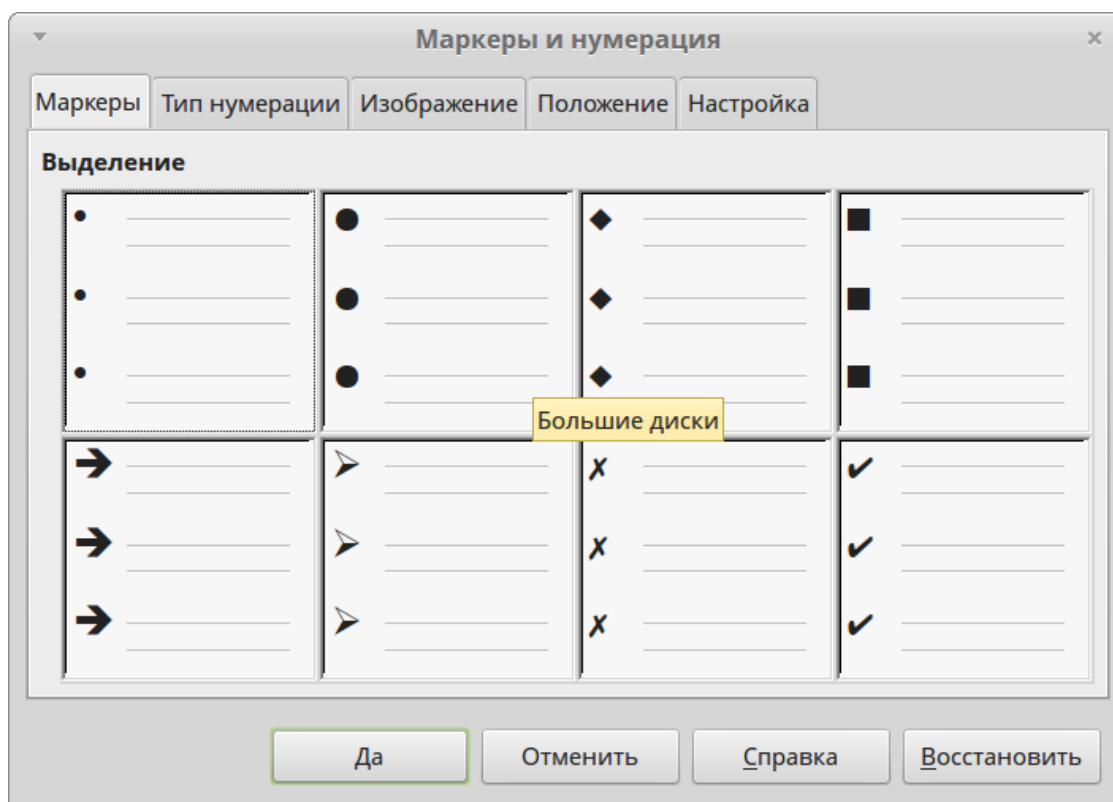 Маркеры и нумерация
Маркеры Тип нумерации Изображение Положение Настройка
Выделение
Большие диски
Да Отменить Справка Восстановить